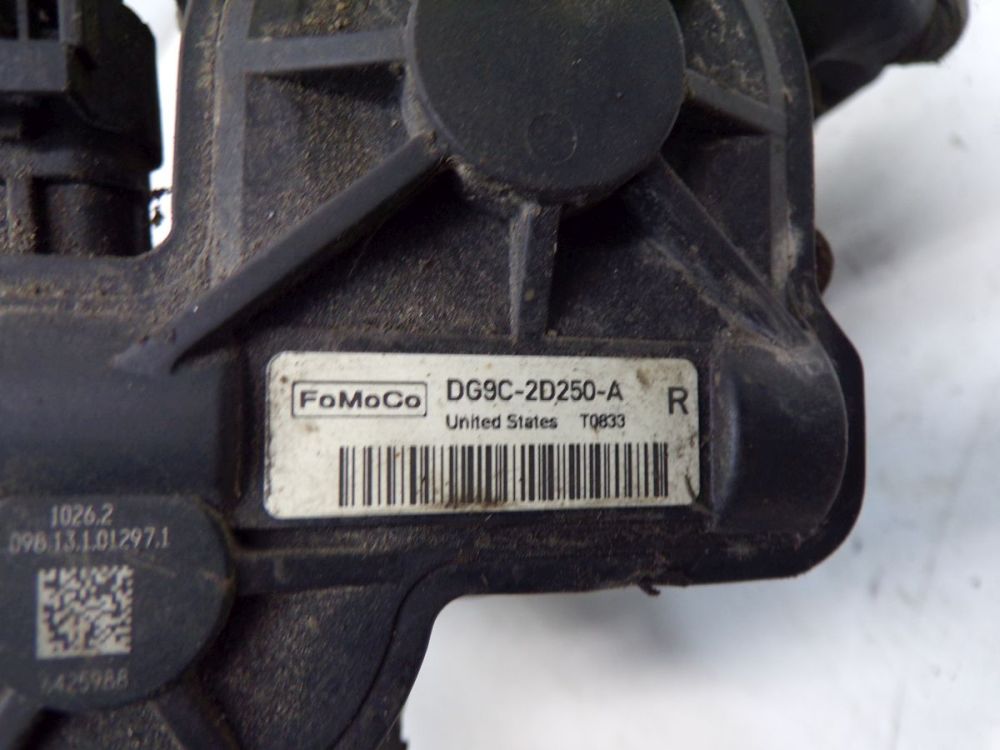 FoMoCo DG9C-2D250-A R
United States T0833
1026.2
098.13.1.01297.1
425988